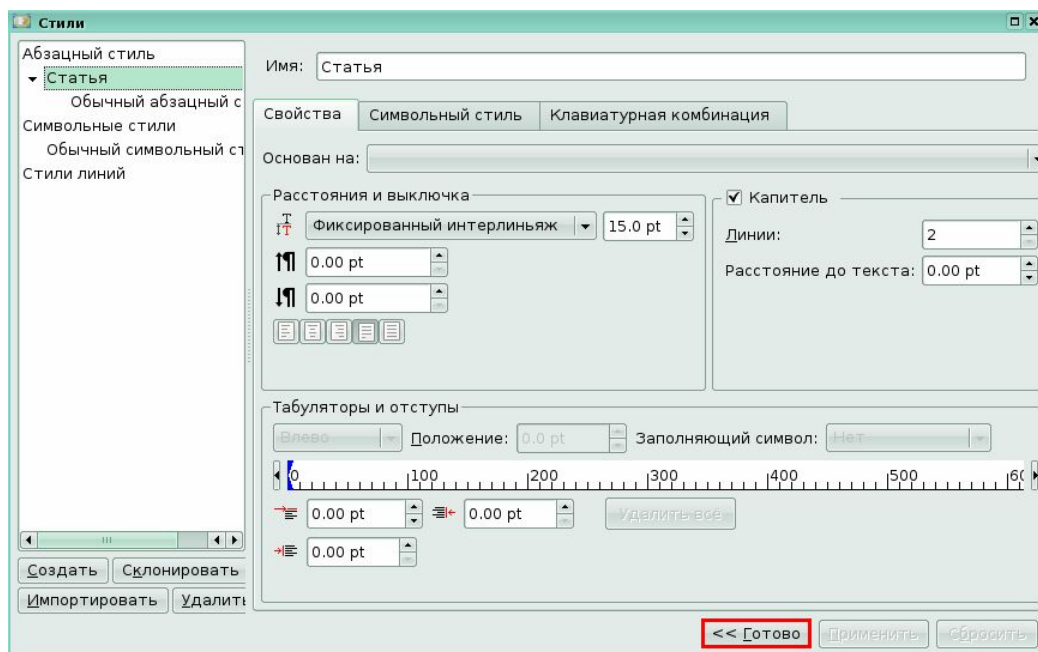 Стили
Абзацный стиль
Статья
Обычный абзацный с
Символьные стили
Обычный символьный ст
Стили линий
Создать Склонировать
Импортировать Удалить
Имя: Статья
Свойства Символьный стиль Клавиатурная комбинация
Основан на:
Расстояния и выключка
Фиксированный интерлиньяж 15.0 pt
0.00 pt
0.00 pt
Капитель
Линии: 2
Расстояние до текста: 0.00 pt
Табуляторы и отступы
Влево Положение: 0.0 pt Заполняющий символ: Нет
0 100 200 300 400 500 60
0.00 pt 0.00 pt Удалить всё
0.00 pt
<< Готово Применить Сбросить